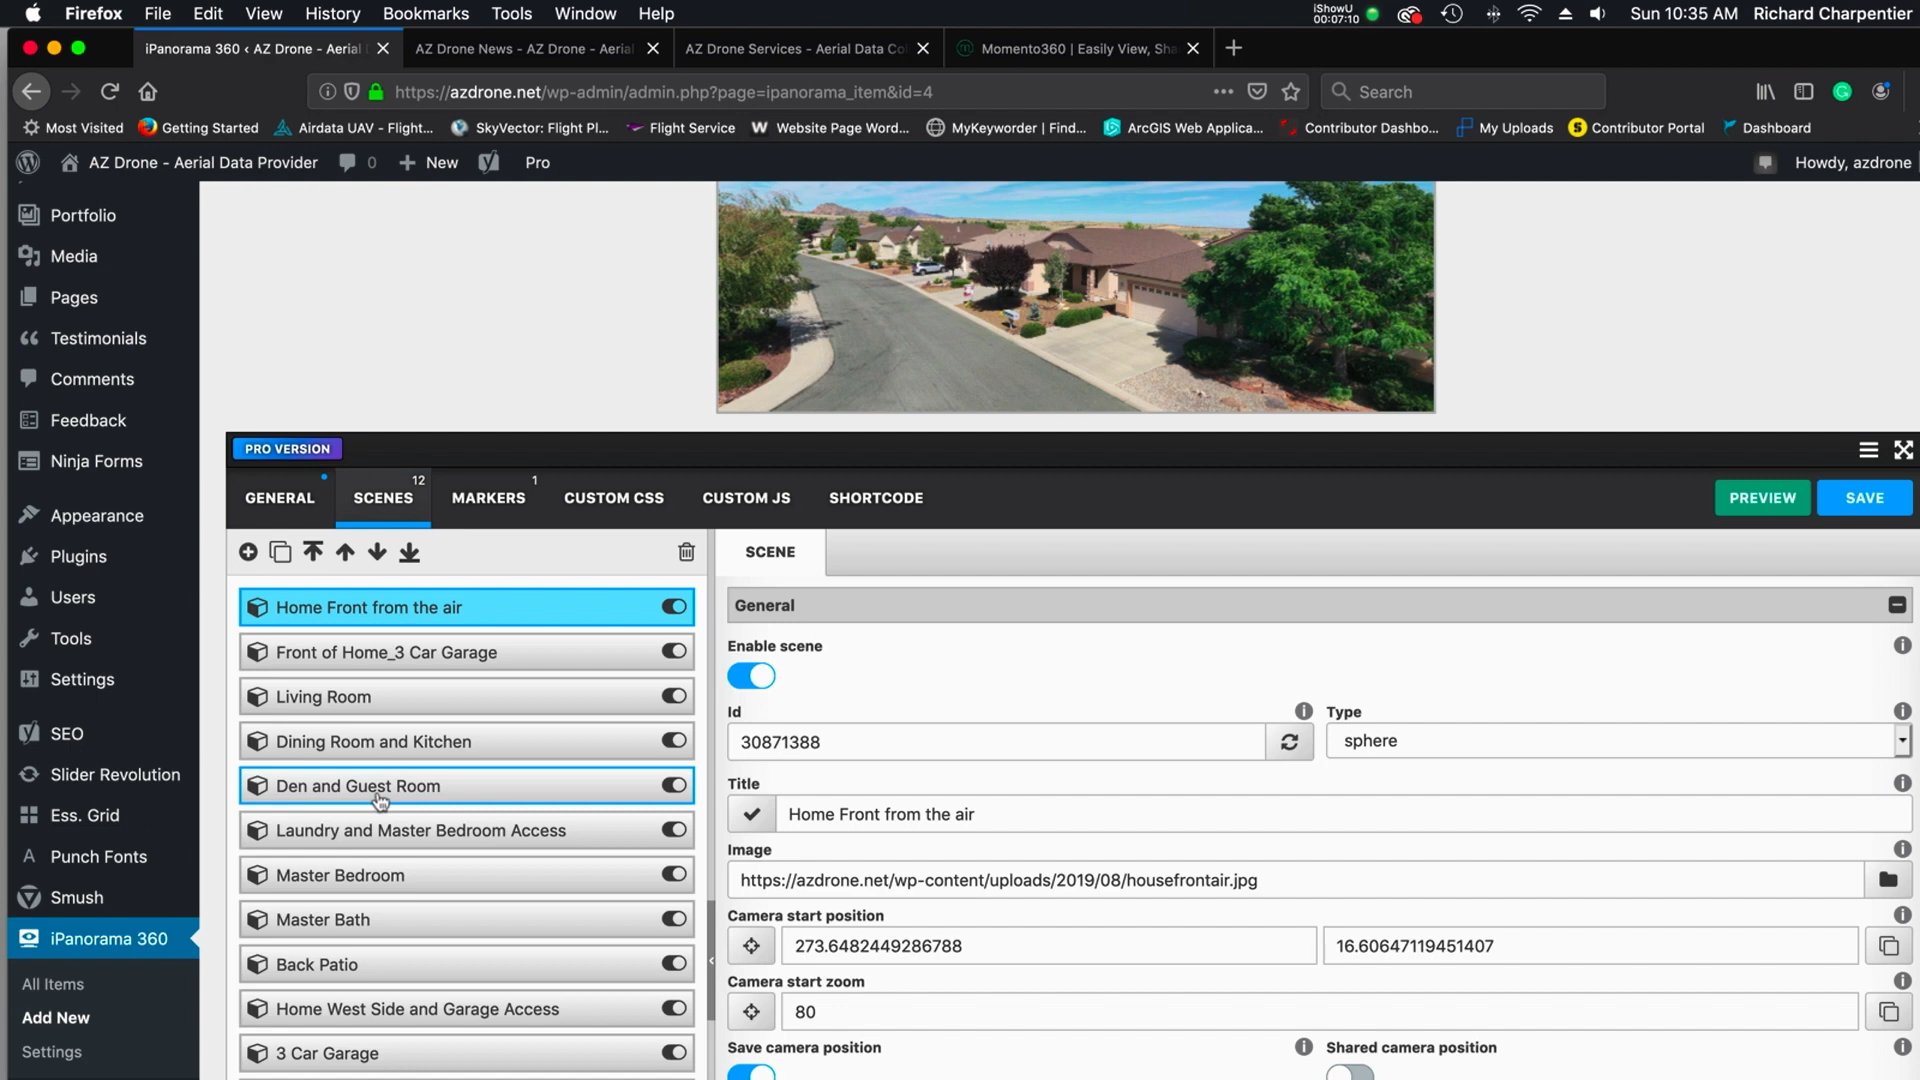 Firefox File Edit View History Bookmarks Tools Window Help iShowU 00:07:10 Sun 10:35 AM Richard Charpentier
iPanorama 360 ‹ AZ Drone - Aerial AZ Drone News - AZ Drone - Aerial AZ Drone Services - Aerial Data Co Momento360 | Easily View, Sha
https://azdrone.net/wp-admin/admin.php?page=ipanorama_item&id=4 Search
Most Visited Getting Started Airdata UAV - Flight... SkyVector: Flight Pl... Flight Service Website Page Word... MyKeyworder | Find... ArcGIS Web Applica... Contributor Dashbo... My Uploads Contributor Portal Dashboard
AZ Drone - Aerial Data Provider 0 New Pro Howdy, azdrone
Portfolio
Media
Pages
Testimonials
Comments
Feedback
Ninja Forms
Appearance
Plugins
Users
Tools
Settings
SEO
Slider Revolution
Ess. Grid
Punch Fonts
Smush
iPanorama 360
All Items
Add New
Settings
PRO VERSION
GENERAL SCENES 12 MARKERS 1 CUSTOM CSS CUSTOM JS SHORTCODE PREVIEW SAVE
Home Front from the air
Front of Home_3 Car Garage
Living Room
Dining Room and Kitchen
Den and Guest Room
Laundry and Master Bedroom Access
Master Bedroom
Master Bath
Back Patio
Home West Side and Garage Access
3 Car Garage
SCENE
General
Enable scene
Id Type
30871388 sphere
Title
Home Front from the air
Image
https://azdrone.net/wp-content/uploads/2019/08/housefrontair.jpg
Camera start position
273.6482449286788 16.60647119451407
Camera start zoom
80
Save camera position Shared camera position